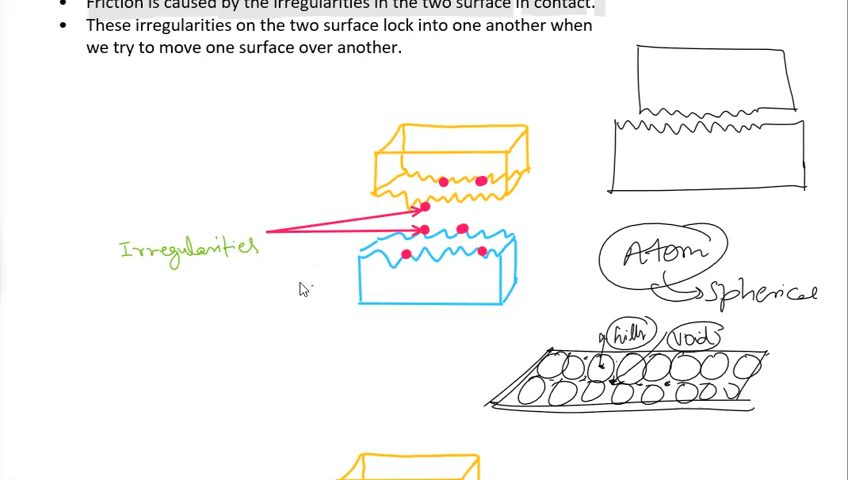 Friction is caused by the irregularities in the two surface in contact.
These irregularities on the two surface lock into one another when
we try to move one surface over another.
Irregularities
Atom
Spherical
hills
voids